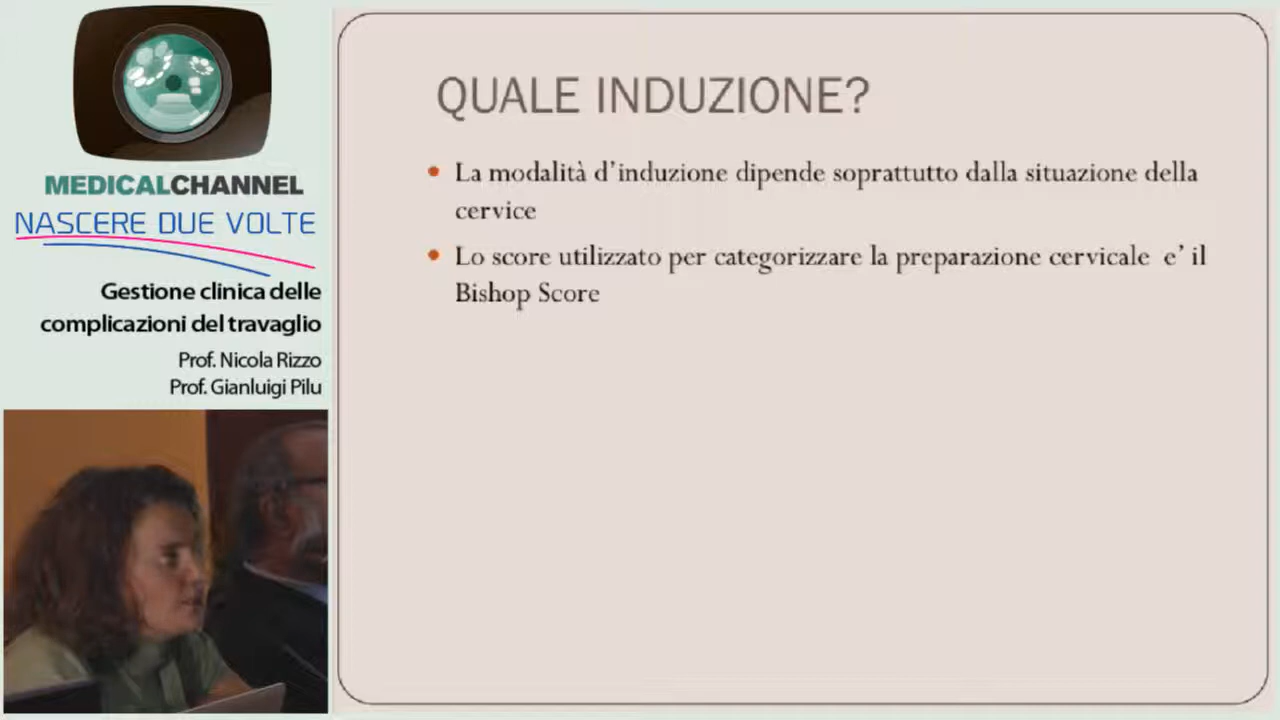 MEDICALCHANNEL
NASCERE DUE VOLTE
Gestione clinica delle
complicazioni del travaglio
Prof. Nicola Rizzo
Prof. Gianluigi Pilu
QUALE INDUZIONE?
La modalità d'induzione dipende soprattutto dalla situazione della
cervice
Lo score utilizzato per categorizzare la preparazione cervicale e' il
Bishop Score